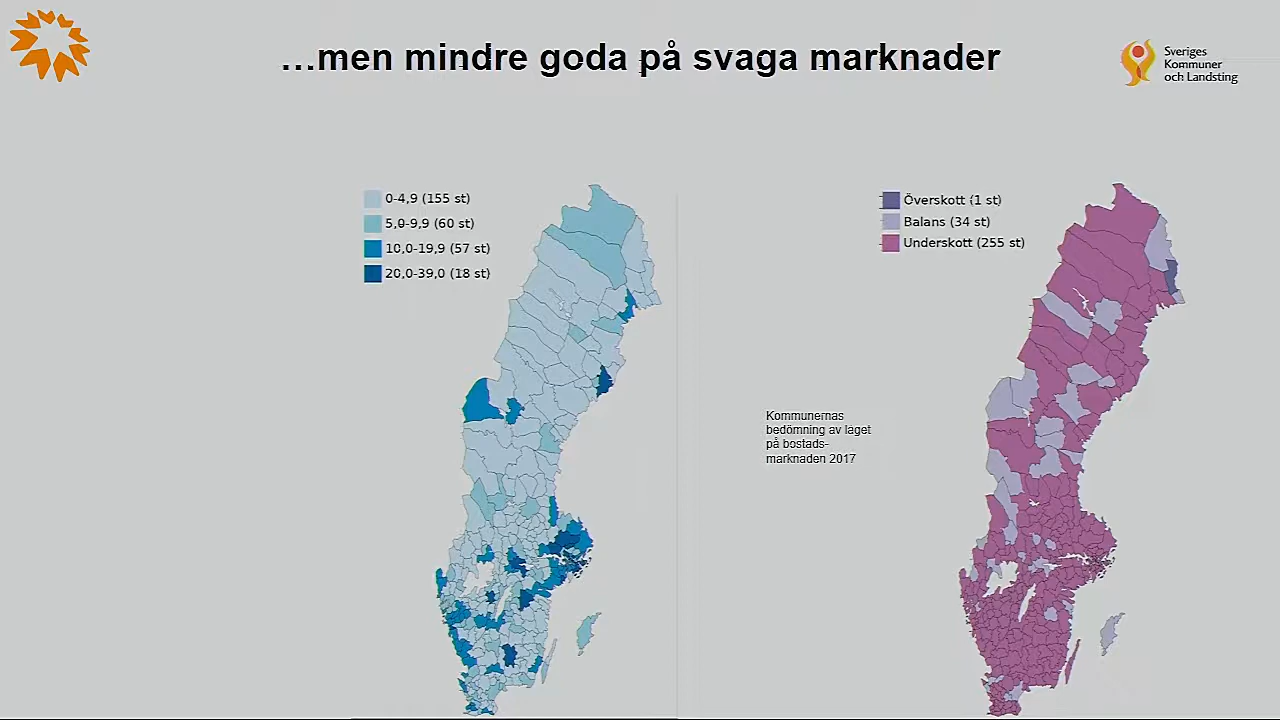 …men mindre goda på svaga marknader
Sveriges
Kommuner
och Landsting
0-4,9 (155 st)
5,0-9,9 (60 st)
10,0-19,9 (57 st)
20,0-39,0 (18 st)
Överskott (1 st)
Balans (34 st)
Underskott (255 st)
Kommunernas
bedömning av laget
på bostads-
marknaden 2017